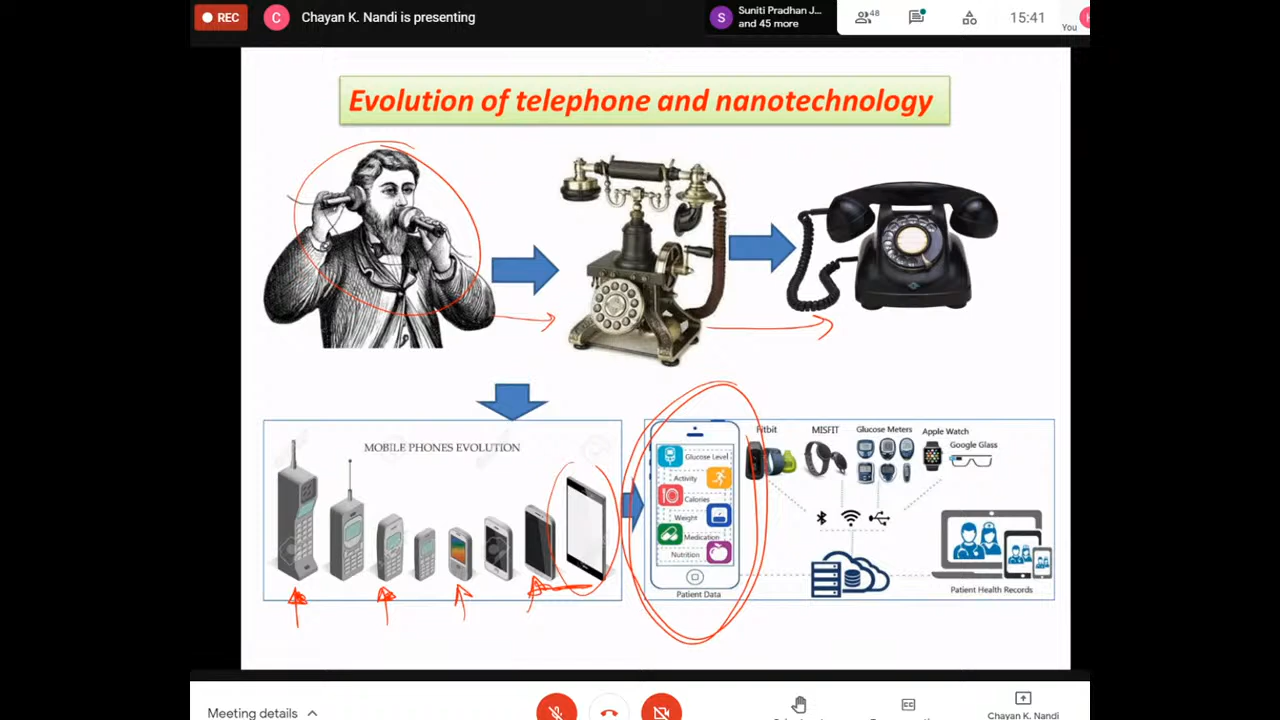 REC
C
Chayan K. Nandi is presenting
S
Suniti Pradhan J...
and 45 more
48
15:41
You
Evolution of telephone and nanotechnology
MOBILE PHONES EVOLUTION
Glucose Level
Activity
Calories
Weight
Medication
Nutrition
Patient Data
Fitbit
MISFIT
Glucose Meters
Apple Watch
Google Glass
Patient Health Records
Meeting details
Chayan K. Nandi